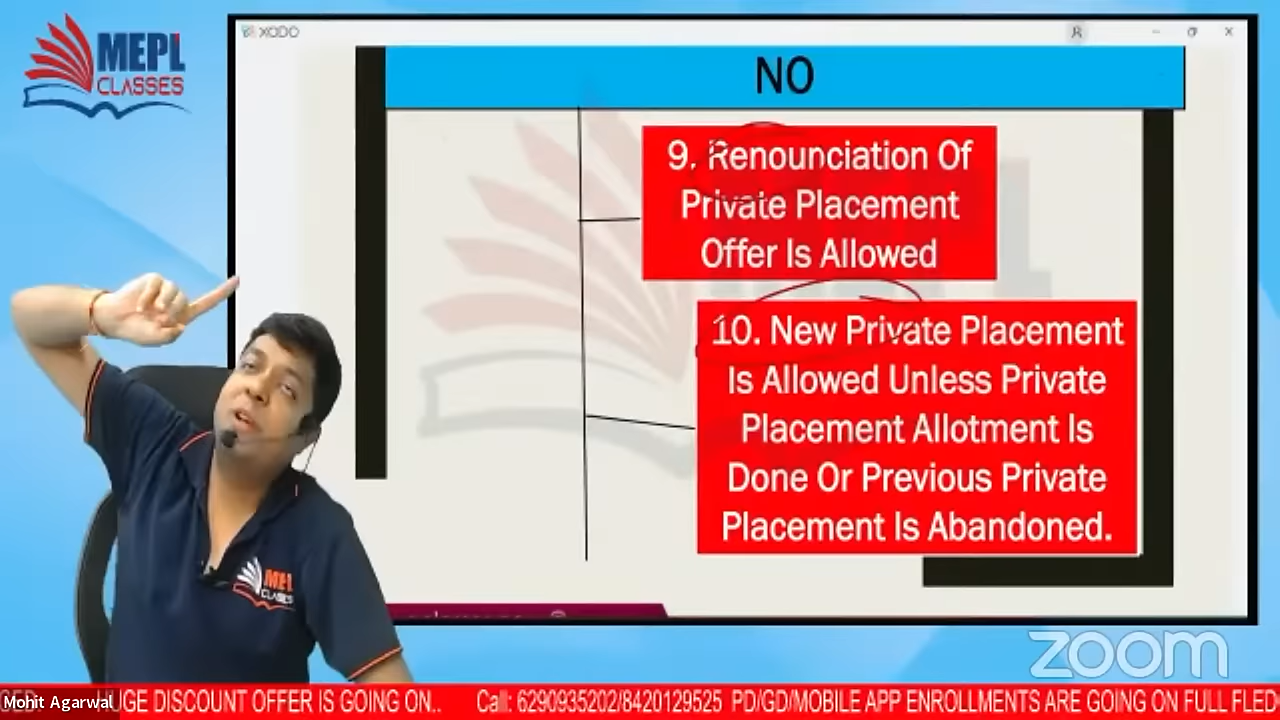 MEPL
CLASSES
XODO
NO
9. Renounciation Of
Private Placement
Offer Is Allowed
10. New Private Placement
Is Allowed Unless Private
Placement Allotment Is
Done Or Previous Private
Placement Is Abandoned.
MEPL
CLASSES
zoom
Mohit Agarwal
HUGE DISCOUNT OFFER IS GOING ON.. Call: 6290935202/8420129525 PD/GD/MOBILE APP ENROLLMENTS ARE GOING ON FULL FLED